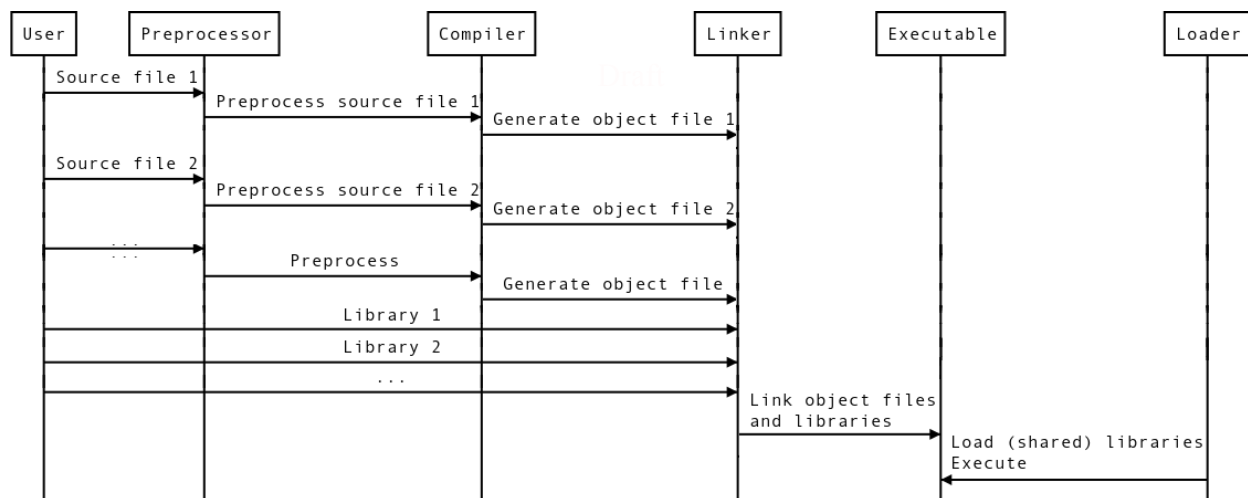 User
Preprocessor
Compiler
Linker
Executable
Loader
Source file 1
Preprocess source file 1
Generate object file 1
Source file 2
Preprocess source file 2
Generate object file 2
...
...
Preprocess
Generate object file
Library 1
Library 2
...
Link object files
and libraries
Load (shared) libraries
Execute